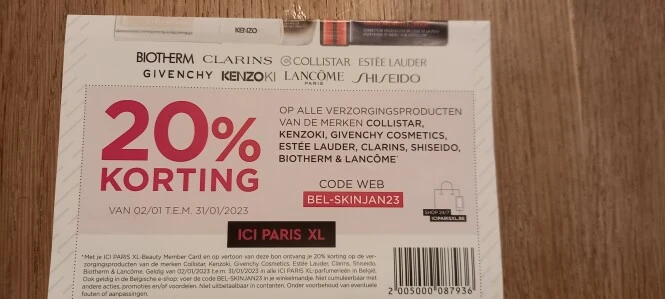 KENZO
BIOTHERM CLARINS COLLISTAR ESTĒE LAUDER
GIVENCHY KENZOKI LANCÔME SHISEIDO
PARIS
20%
KORTING
VAN 02/01 T.E.M. 31/01/2023
OP ALLE VERZORGINGSPRODUCTEN
VAN DE MERKEN COLLISTAR,
KENZOKI, GIVENCHY COSMETICS,
ESTÉE LAUDER, CLARINS, SHISEIDO,
BIOTHERM & LANCÔME*
CODE WEB
BEL-SKINJAN23
SHOP 24/7
ICIPARISXL.BE
ICI PARIS XL
*Met je ICI PARIS XL-Beauty Member Card en op vertoon van deze bon ontvang je 20% korting op de ver-
zorgingsproducten van de merken Collistar, Kenzoki, Givenchy Cosmetics, Estée Lauder, Clarins, Shiseido,
Biotherm & Lancôme. Geldig van 02/01/2023 t.e.m. 31/01/2023 in alle ICI PARIS XL-parfumerieën in België.
Ook geldig in de Belgische e-shop: voer de code BEL-SKINJAN23 in je winkelmandje. Niet cumuleerbaar met
andere acties, promoties en/of voordelen. Niet uitbetaalbaar in contanten. Onder voorbehoud van eventuele
fouten of aanpassingen.
2 005000 087936